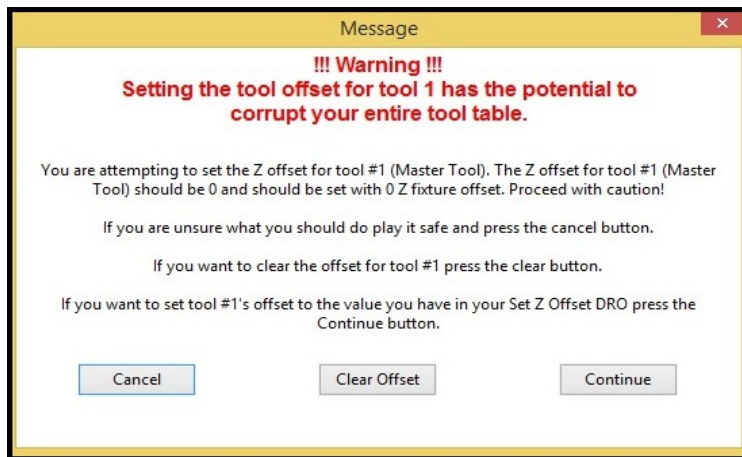 Message
!!! Warning !!!
Setting the tool offset for tool 1 has the potential to
corrupt your entire tool table.
You are attempting to set the Z offset for tool #1 (Master Tool). The Z offset for tool #1 (Master
Tool) should be 0 and should be set with 0 Z fixture offset. Proceed with caution!
If you are unsure what you should do play it safe and press the cancel button.
If you want to clear the offset for tool #1 press the clear button.
If you want to set tool #1's offset to the value you have in your Set Z Offset DRO press the
Continue button.
Cancel
Clear Offset
Continue